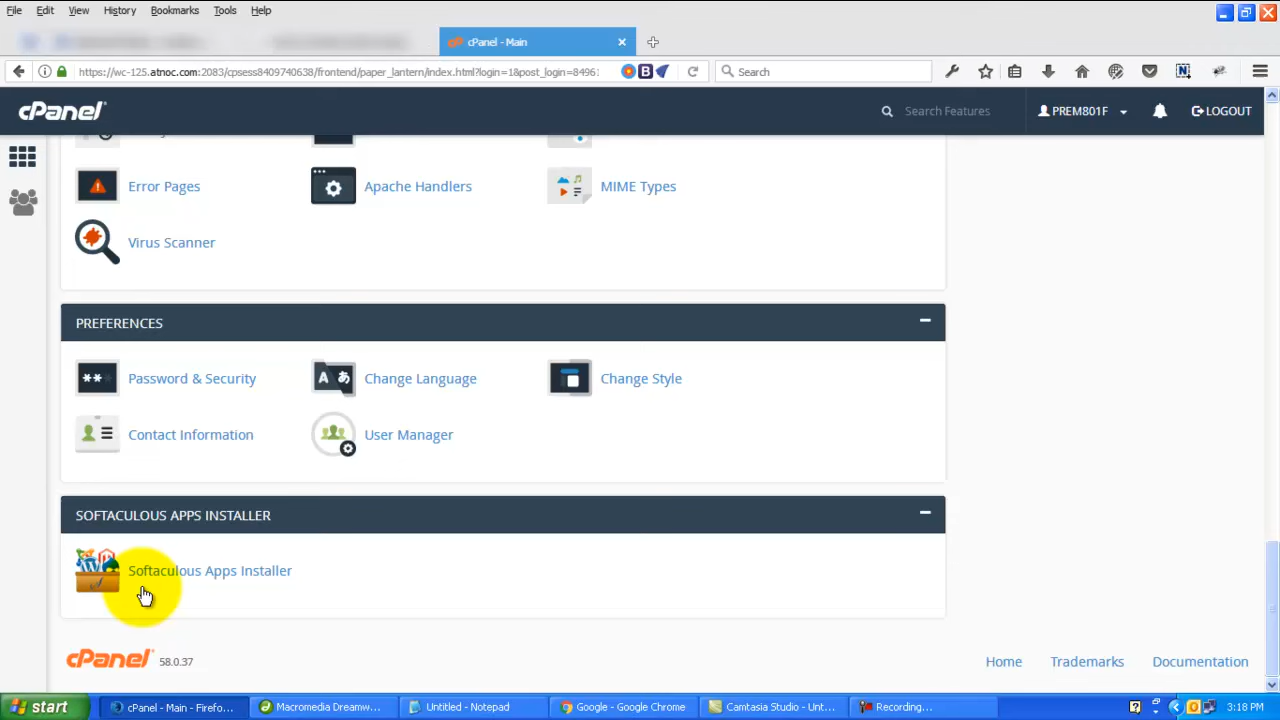 File Edit View History Bookmarks Tools Help
cPanel - Main
https://wc-125.atnoc.com:2083/cpsess8409740638/frontend/paper_lantern/index.html?login=1&post_login=8496
Search
cPanel
Search Features
PREM801F
LOGOUT
Error Pages
Apache Handlers
MIME Types
Virus Scanner
PREFERENCES
Password & Security
Change Language
Change Style
Contact Information
User Manager
SOFTACULOUS APPS INSTALLER
Softaculous Apps Installer
cPanel 58.0.37
Home
Trademarks
Documentation
start
cPanel - Main - Firefo...
Macromedia Dreamw...
Untitled - Notepad
Google - Google Chrome
Camtasia Studio - Unt...
Recording...
3:18 PM